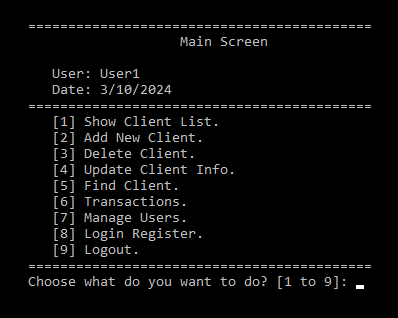 ===========================================
Main Screen
User: User1
Date: 3/10/2024
===========================================
[1] Show Client List.
[2] Add New Client.
[3] Delete Client.
[4] Update Client Info.
[5] Find Client.
[6] Transactions.
[7] Manage Users.
[8] Login Register.
[9] Logout.
===========================================
Choose what do you want to do? [1 to 9]: